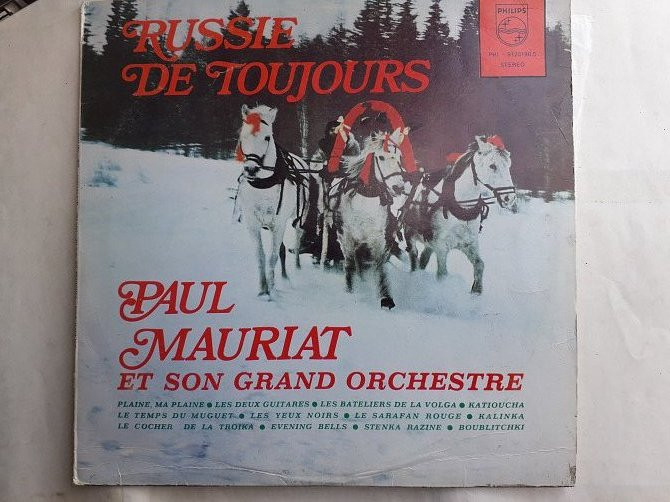 RUSSIE
DE TOUJOURS
PHILIPS
STEREO
PAUL
MAURIAT
ET SON GRAND ORCHESTRE
PLAINE, MA PLAINE ● LES DEUX GUITARES ● LES BATELIERS DE LA VOLGA ● KATIOUCHA
LE TEMPS DU MUGUET ● LES YEUX NOIRS ● LE SARAFAN ROUGE ● KALINKA
LE COCHER DE LA TROIKA ● EVENING BELLS ● STENKA RAZINE ● BOUBLITCHKI